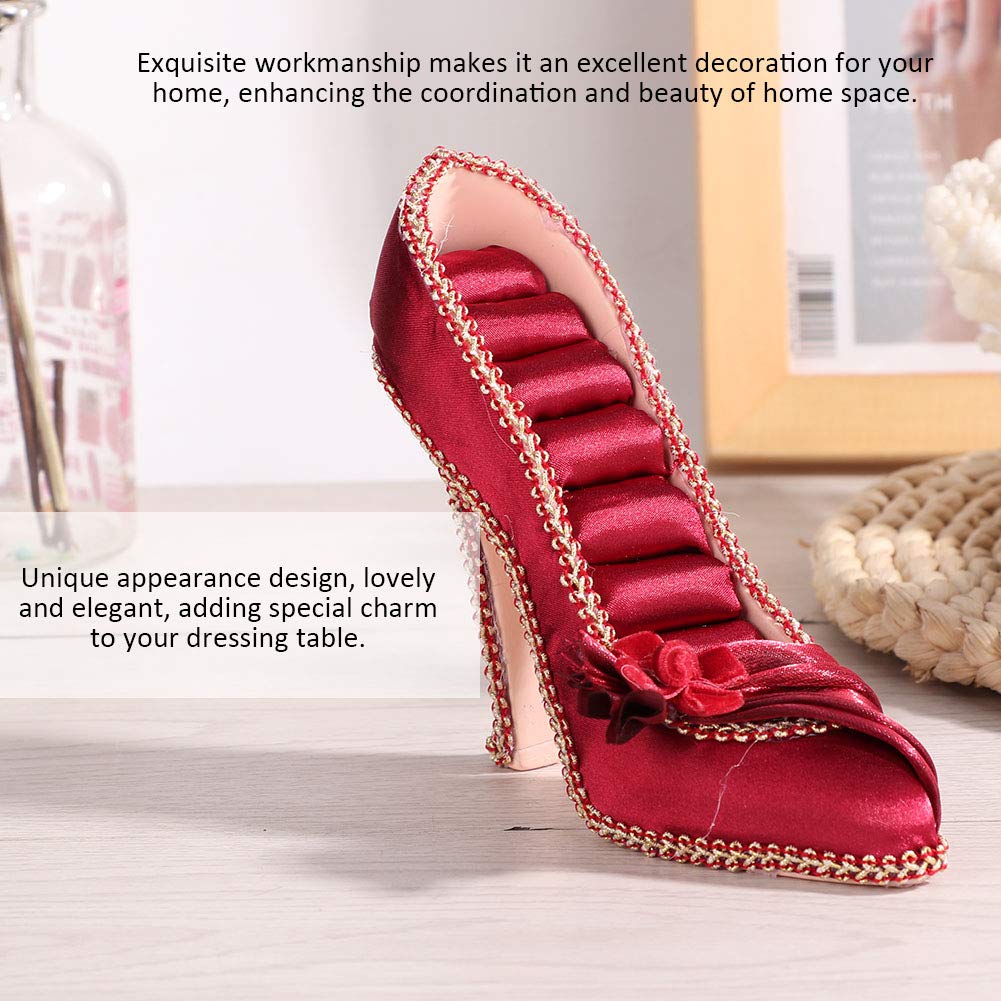 Exquisite workmanship makes it an excellent decoration for your
home, enhancing the coordination and beauty of home space.
Unique appearance design, lovely
and elegant, adding special charm
to your dressing table.